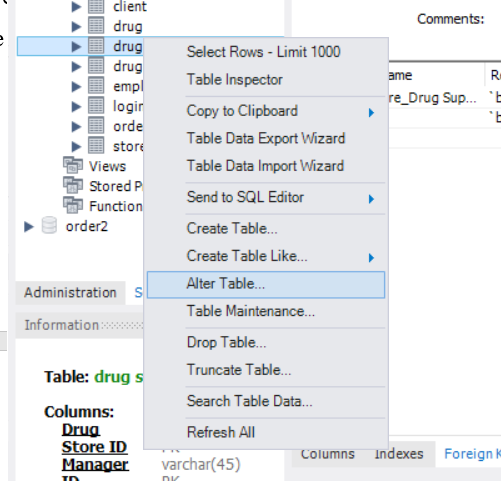 client
drug
drug
drug
empl
login
orde
store
Views
Stored P
Function
order2
Administration S
Information
Table: drug s
Columns:
Drug
Store ID PK
Manager varchar(45)
ID PK
Select Rows - Limit 1000
Table Inspector
Copy to Clipboard
Table Data Export Wizard
Table Data Import Wizard
Send to SQL Editor
Create Table...
Create Table Like...
Alter Table...
Table Maintenance...
Drop Table...
Truncate Table...
Search Table Data...
Refresh All
Comments:
ame R
re_Drug Sup... `b
`b
Columns Indexes Foreign K